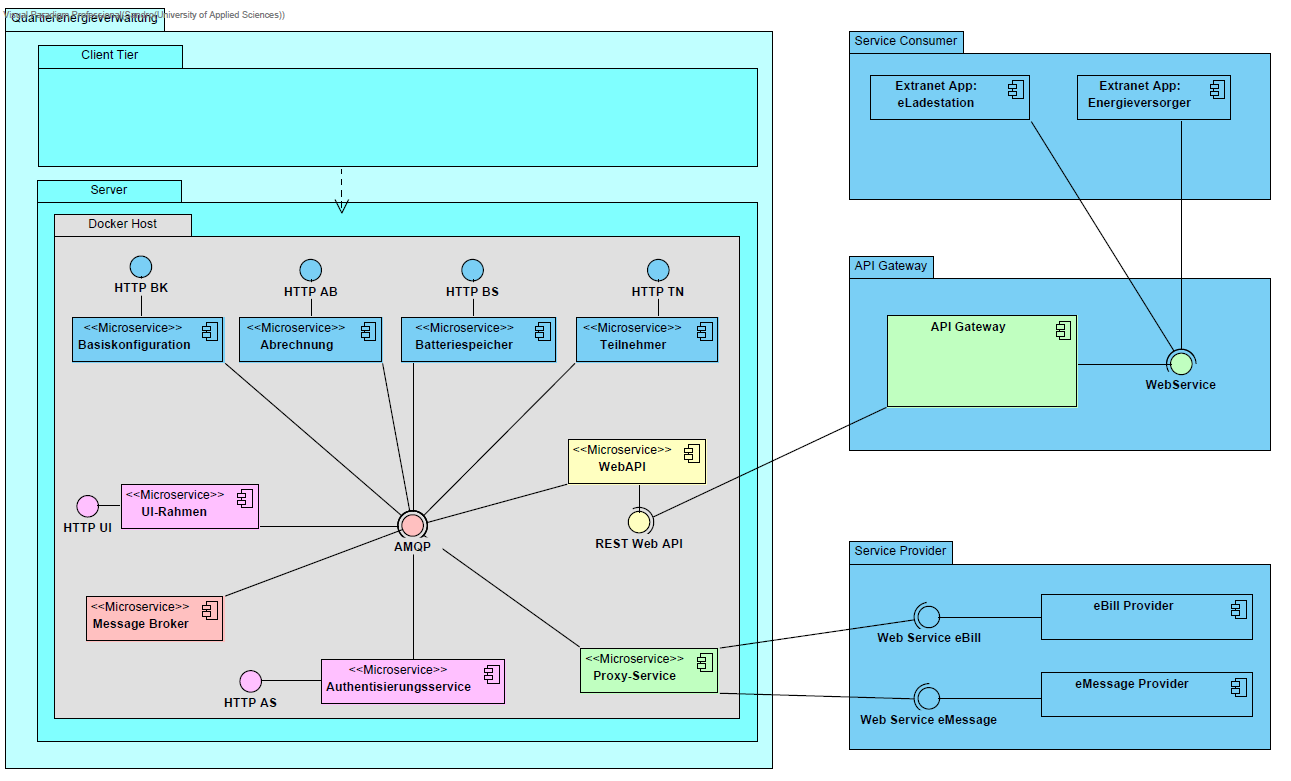 Visual Paradigm Professional(Sandro(University of Applied Sciences))
Quartierenergieverwaltung
Client Tier
Server
Docker Host
HTTP BK
HTTP AB
HTTP BS
HTTP TN
<<Microservice>>
Basiskonfiguration
<<Microservice>>
Abrechnung
<<Microservice>>
Batteriespeicher
<<Microservice>>
Teilnehmer
<<Microservice>>
WebAPI
REST Web API
<<Microservice>>
UI-Rahmen
HTTP UI
AMQP
<<Microservice>>
Message Broker
<<Microservice>>
Authentisierungsservice
HTTP AS
<<Microservice>>
Proxy-Service
Service Consumer
Extranet App:
eLadestation
Extranet App:
Energieversorger
API Gateway
API Gateway
WebService
Service Provider
eBill Provider
Web Service eBill
eMessage Provider
Web Service eMessage